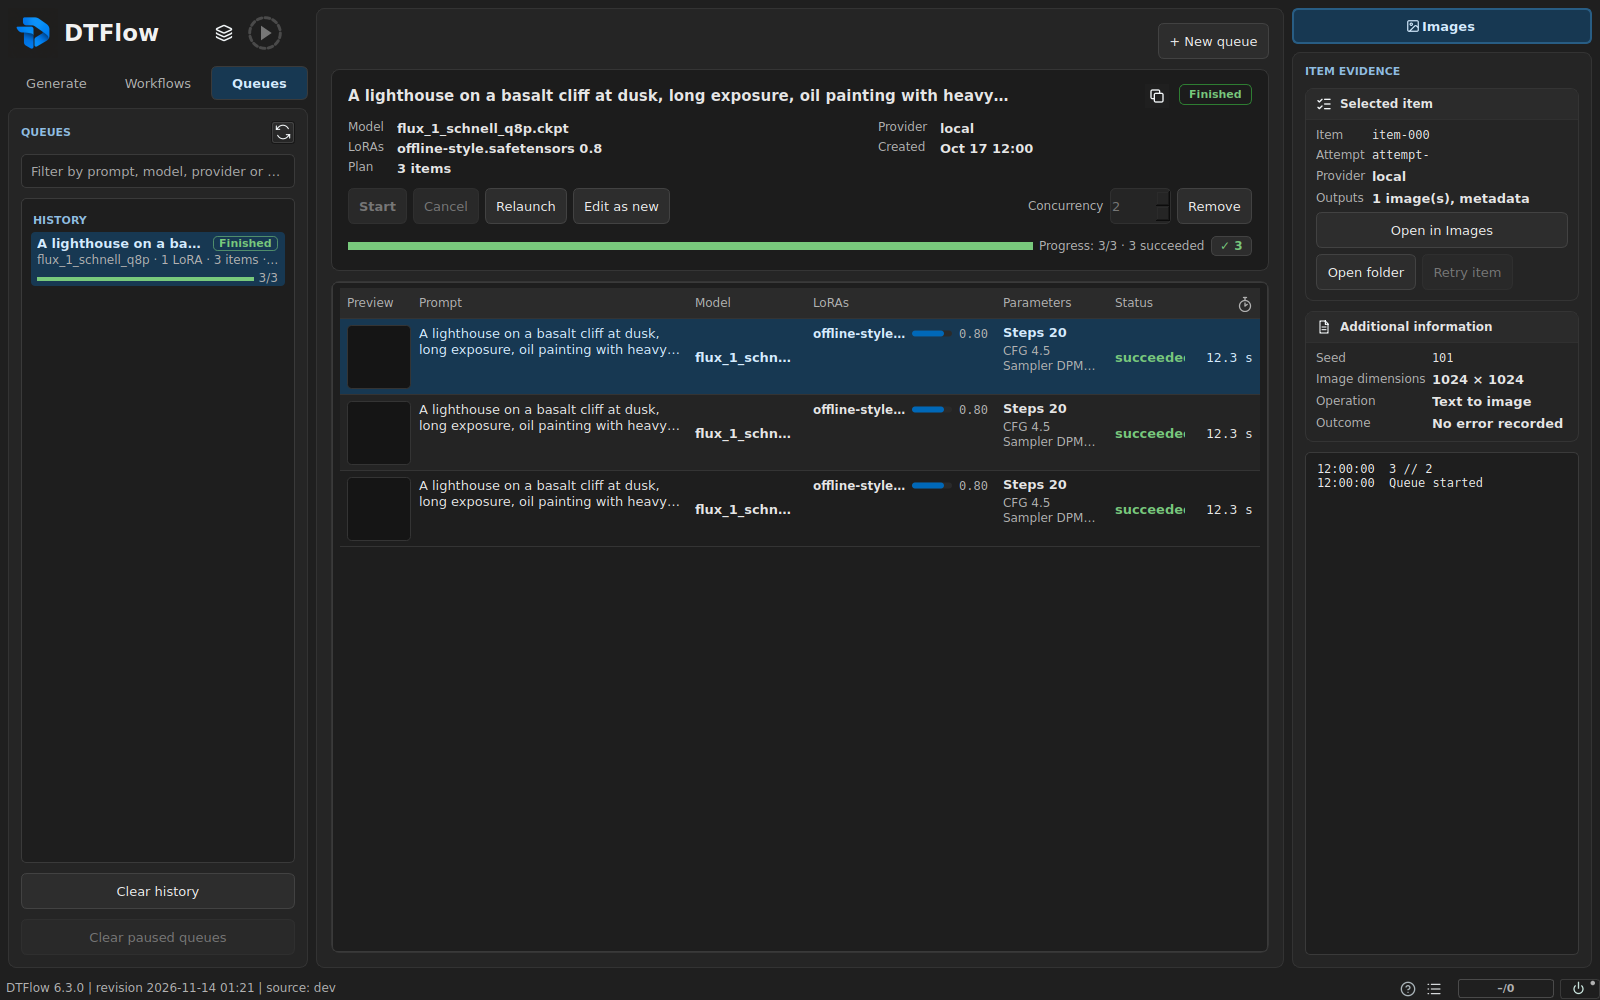 DTFlow
Generate Workflows Queues
QUEUES
Filter by prompt, model, provider or ...
HISTORY
A lighthouse on a ba... Finished
flux_1_schnell_q8p · 1 LoRA · 3 items ·...
3/3
Clear history
Clear paused queues
+ New queue
A lighthouse on a basalt cliff at dusk, long exposure, oil painting with heavy... Finished
Model flux_1_schnell_q8p.ckpt Provider local
LoRAs offline-style.safetensors 0.8 Created Oct 17 12:00
Plan 3 items
Start Cancel Relaunch Edit as new Concurrency 2 Remove
Progress: 3/3 · 3 succeeded ✓ 3
Preview Prompt Model LoRAs Parameters Status
A lighthouse on a basalt cliff at dusk,
long exposure, oil painting with heavy...
flux_1_schn...
offline-style... 0.80
Steps 20
CFG 4.5
Sampler DPM...
succeede
12.3 s
A lighthouse on a basalt cliff at dusk,
long exposure, oil painting with heavy...
flux_1_schn...
offline-style... 0.80
Steps 20
CFG 4.5
Sampler DPM...
succeede
12.3 s
A lighthouse on a basalt cliff at dusk,
long exposure, oil painting with heavy...
flux_1_schn...
offline-style... 0.80
Steps 20
CFG 4.5
Sampler DPM...
succeede
12.3 s
Images
ITEM EVIDENCE
Selected item
Item item-000
Attempt attempt-
Provider local
Outputs 1 image(s), metadata
Open in Images
Open folder Retry item
Additional information
Seed 101
Image dimensions 1024 × 1024
Operation Text to image
Outcome No error recorded
12:00:00 3 // 2
12:00:00 Queue started
DTFlow 6.3.0 | revision 2026-11-14 01:21 | source: dev
–/0